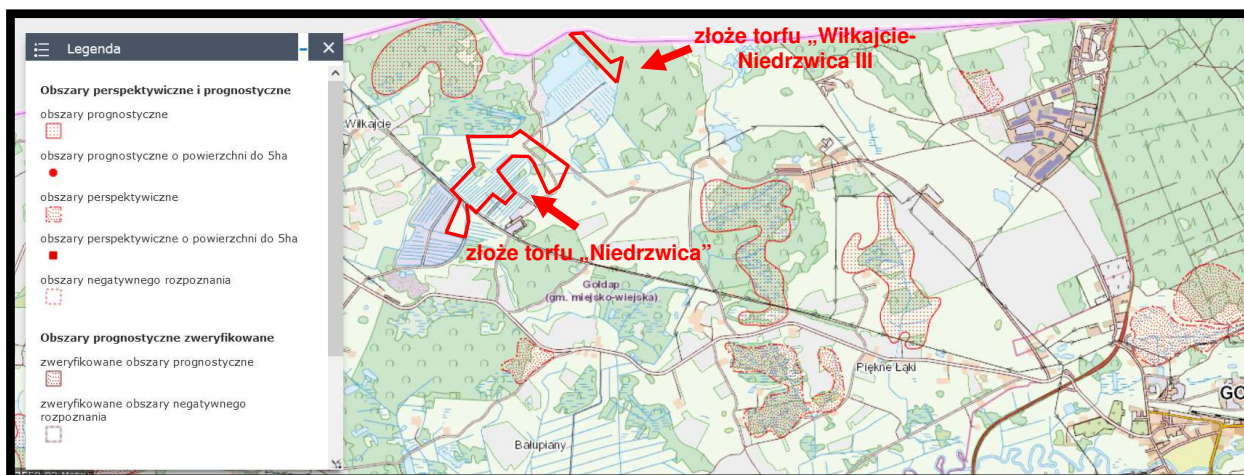 Legenda
Obszary perspektywiczne i prognostyczne
obszary prognostyczne
obszary prognostyczne o powierzchni do 5ha
obszary perspektywiczne
obszary perspektywiczne o powierzchni do 5ha
obszary negatywnego rozpoznania
Obszary prognostyczne zweryfikowane
zweryfikowane obszary prognostyczne
zweryfikowane obszary negatywnego
rozpoznania
złoże torfu „Wiłkajcie-
Niedrzwica III
Wiłkajcie
złoże torfu „Niedrzwica”
Gołdap
(gm. miejsko-wiejska)
Piękne Łąki
GO
Bałupiany